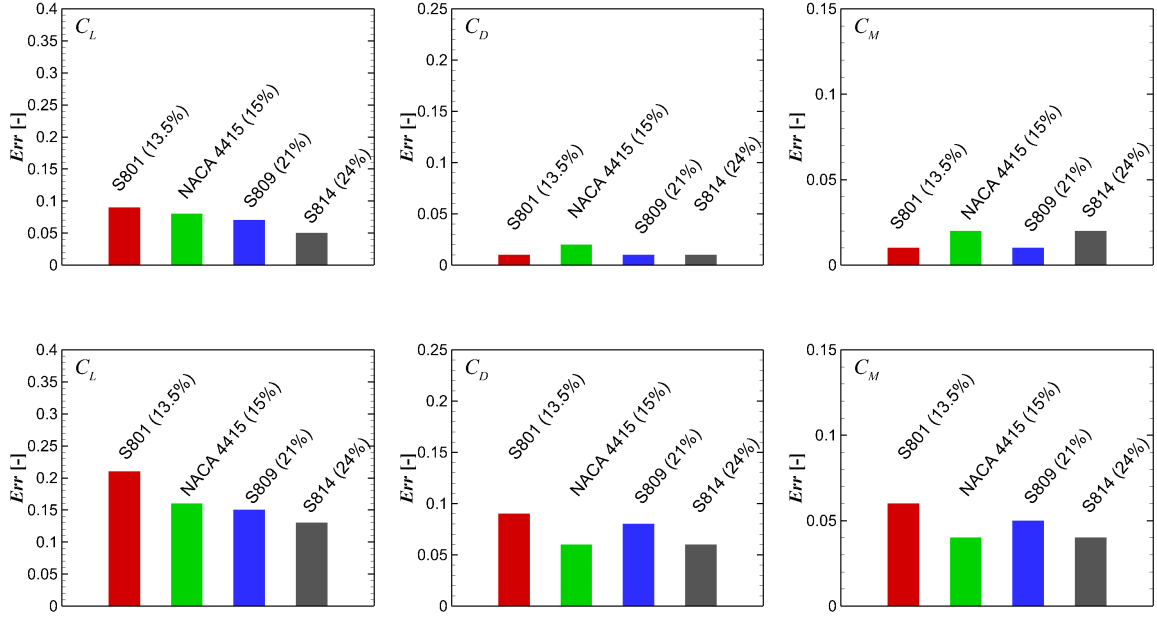 C_L
Err [-]
0.4
0.35
0.3
0.25
0.2
0.15
0.1
0.05
0
S801 (13.5%)
NACA 4415 (15%)
S809 (21%)
S814 (24%)
C_D
Err [-]
0.25
0.2
0.15
0.1
0.05
0
S801 (13.5%)
NACA 4415 (15%)
S809 (21%)
S814 (24%)
C_M
Err [-]
0.15
0.1
0.05
0
S801 (13.5%)
NACA 4415 (15%)
S809 (21%)
S814 (24%)
C_L
Err [-]
0.4
0.35
0.3
0.25
0.2
0.15
0.1
0.05
0
S801 (13.5%)
NACA 4415 (15%)
S809 (21%)
S814 (24%)
C_D
Err [-]
0.25
0.2
0.15
0.1
0.05
0
S801 (13.5%)
NACA 4415 (15%)
S809 (21%)
S814 (24%)
C_M
Err [-]
0.15
0.1
0.05
0
S801 (13.5%)
NACA 4415 (15%)
S809 (21%)
S814 (24%)